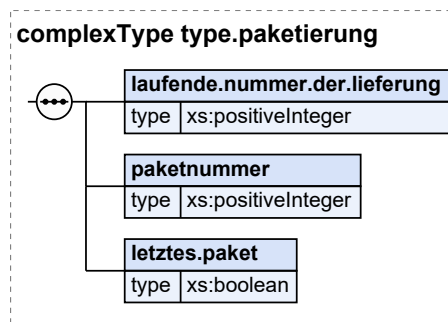 complexType type.paketierung
laufende.nummer.der.lieferung
type xs:positiveInteger
paketnummer
type xs:positiveInteger
letztes.paket
type xs:boolean